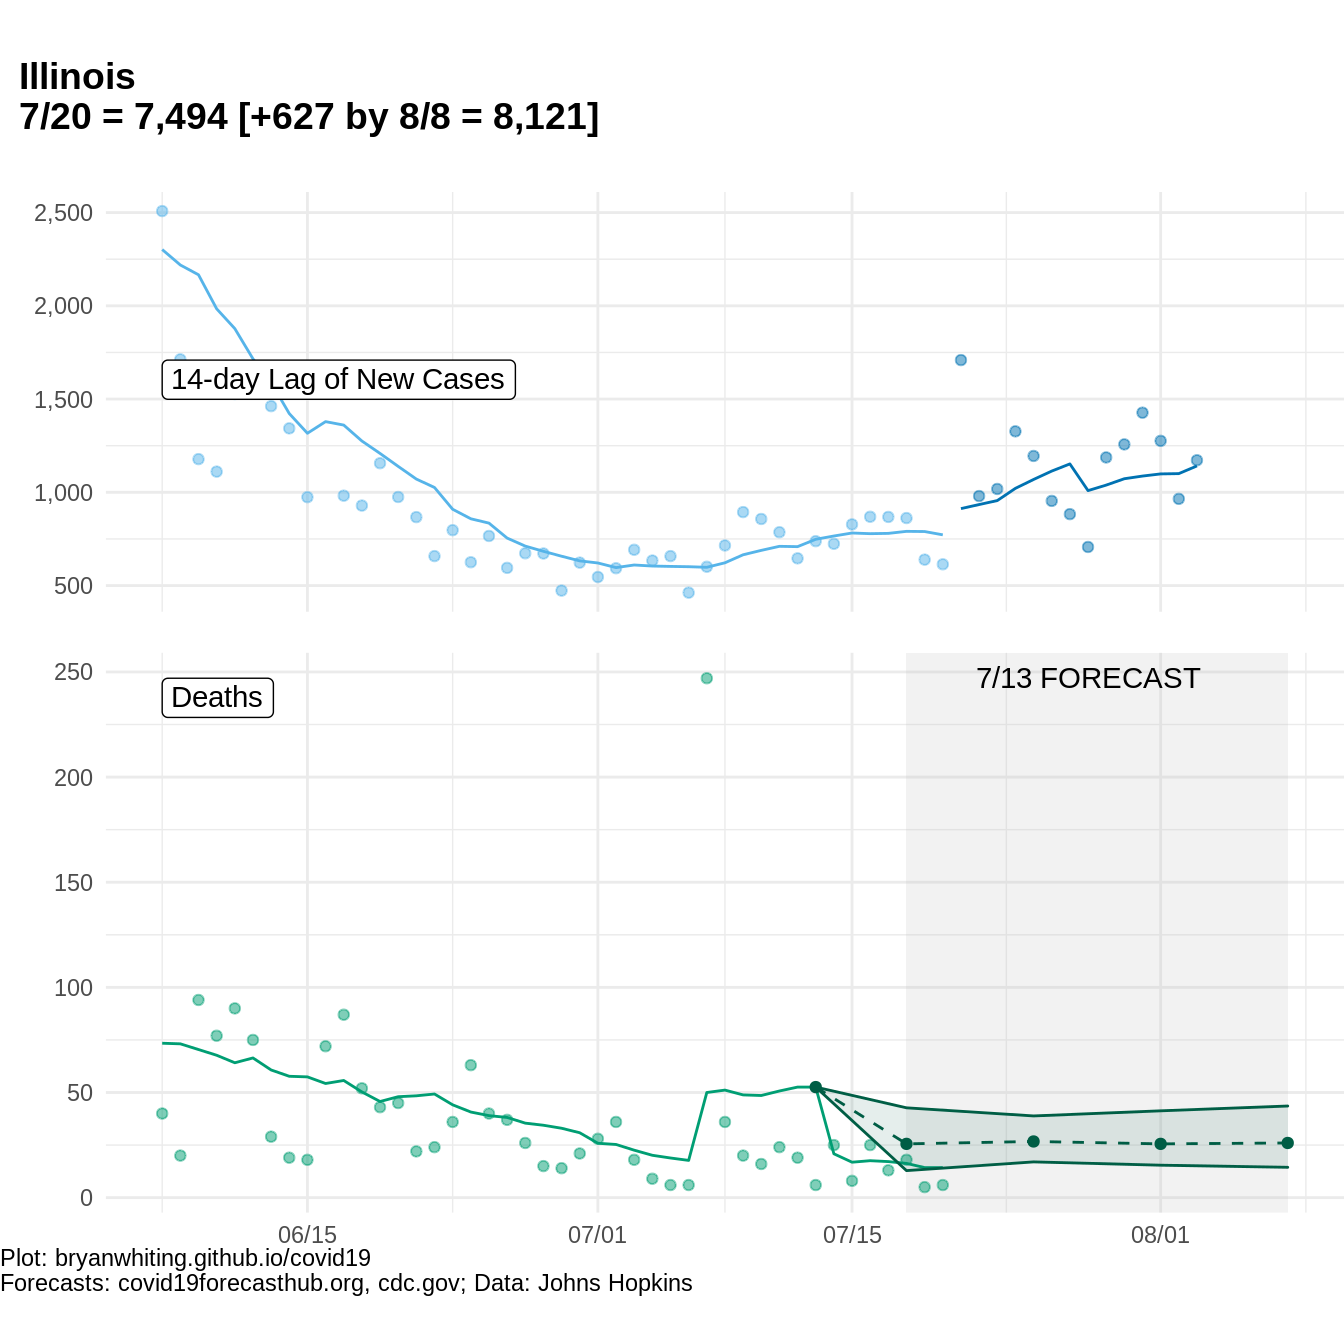 Illinois
7/20 = 7,494 [+627 by 8/8 = 8,121]
2,500
2,000
1,500
1,000
500
14-day Lag of New Cases
250
200
150
100
50
0
Deaths
7/13 FORECAST
06/15
07/01
07/15
08/01
Plot: bryanwhiting.github.io/covid19
Forecasts: covid19forecasthub.org, cdc.gov; Data: Johns Hopkins